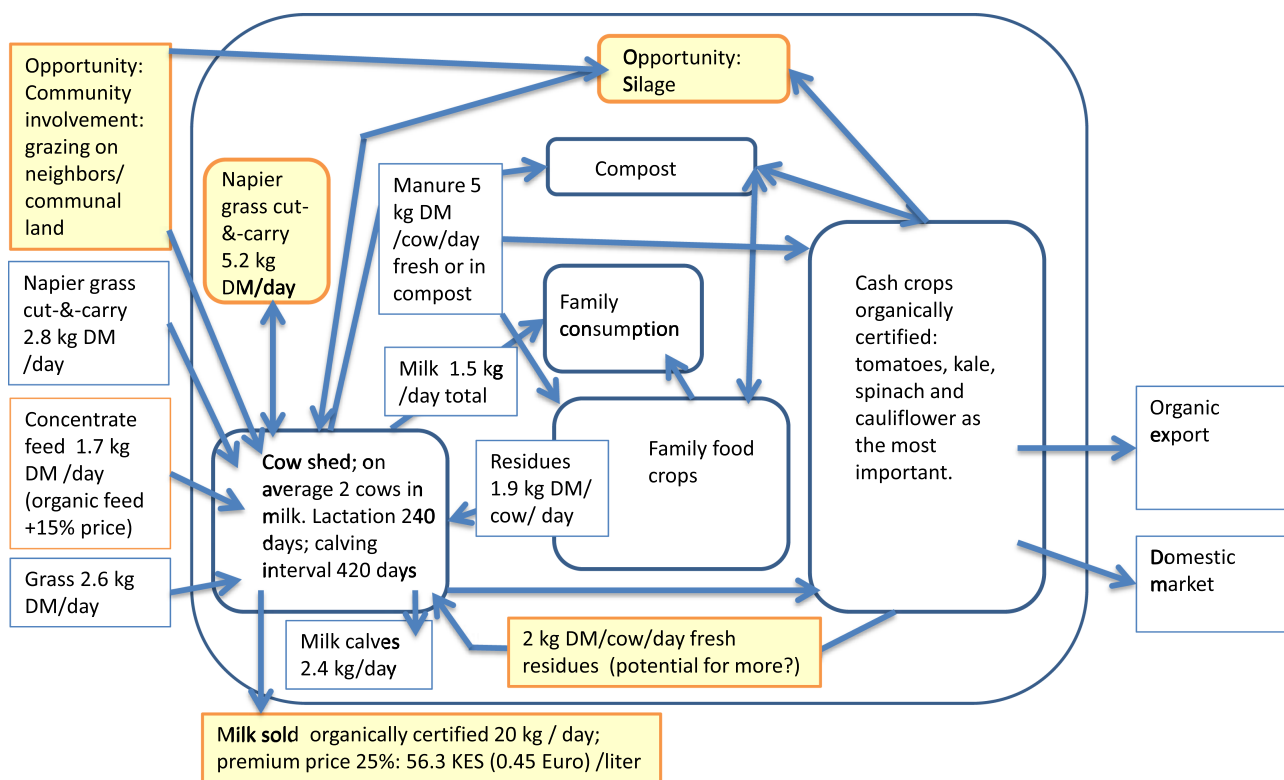 Opportunity:
Community
involvement:
grazing on
neighbors/
communal
land
Opportunity:
Silage
Napier
grass cut-
&-carry
5.2 kg
DM/day
Manure 5
kg DM
/cow/day
fresh or in
compost
Compost
Napier grass
cut-&-carry
2.8 kg DM
/day
Family
consumption
Milk 1.5 kg
/day total
Cash crops
organically
certified:
tomatoes, kale,
spinach and
cauliflower as
the most
important.
Concentrate
feed 1.7 kg
DM /day
(organic feed
+15% price)
Cow shed; on
average 2 cows in
milk. Lactation 240
days; calving
interval 420 days
Residues
1.9 kg DM/
cow/ day
Family food
crops
Organic
export
Domestic
market
Grass 2.6 kg
DM/day
Milk calves
2.4 kg/day
2 kg DM/cow/day fresh
residues (potential for more?)
Milk sold organically certified 20 kg / day;
premium price 25%: 56.3 KES (0.45 Euro) /liter